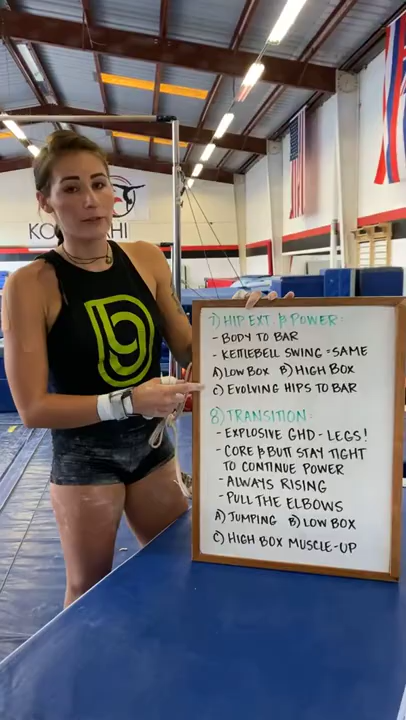 7) HIP EXT. & POWER:
- BODY TO BAR
- KETTLEBELL SWING = SAME
A) LOW BOX B) HIGH BOX
C) EVOLVING HIPS TO BAR
8) TRANSITION:
- EXPLOSIVE GHD - LEGS!
- CORE & BUTT STAY TIGHT
TO CONTINUE POWER
- ALWAYS RISING
- PULL THE ELBOWS
A) JUMPING B) LOW BOX
C) HIGH BOX MUSCLE-UP